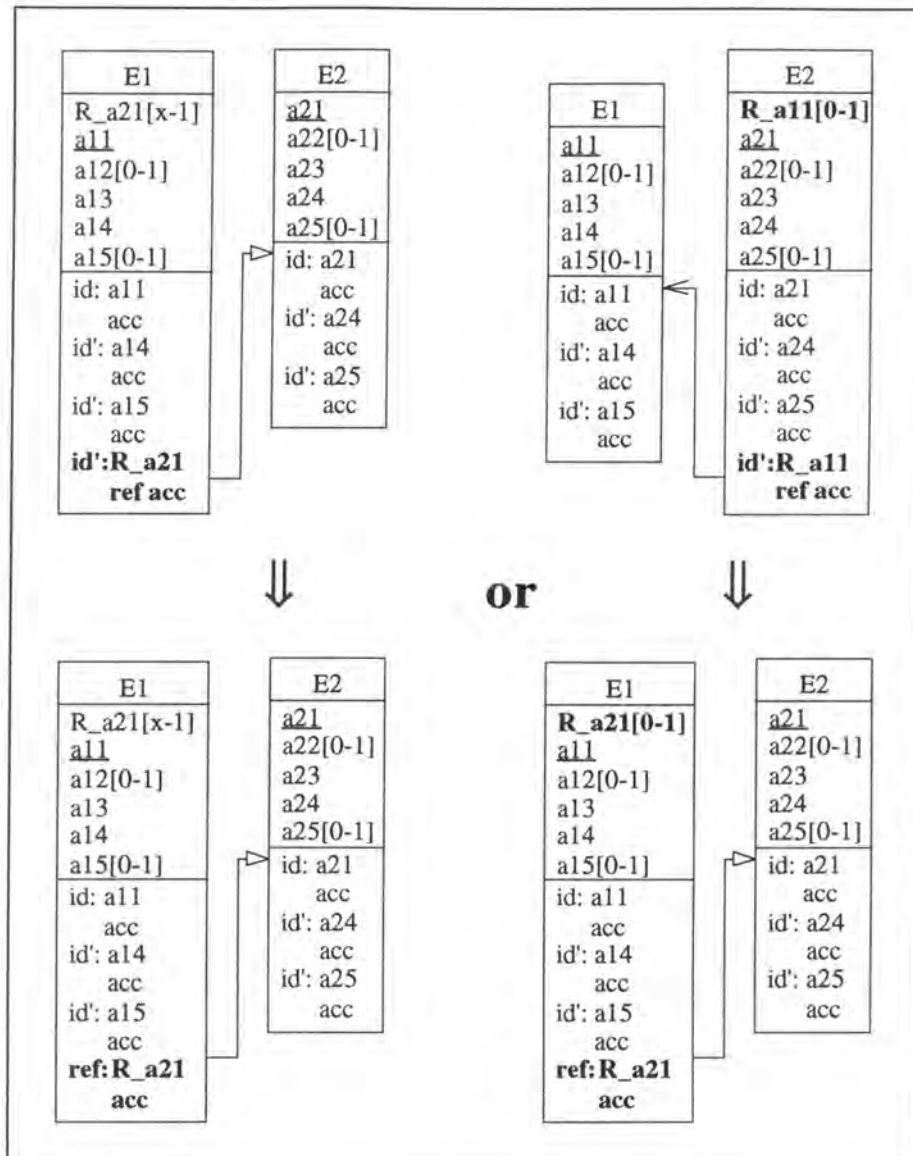 E1
R_a21[x-1]
a11
a12[0-1]
a13
a14
a15[0-1]
id: a11
acc
id': a14
acc
id': a15
acc
id':R_a21
ref acc
E2
a21
a22[0-1]
a23
a24
a25[0-1]
id: a21
acc
id': a24
acc
id': a25
acc
E1
a11
a12[0-1]
a13
a14
a15[0-1]
id: a11
acc
id': a14
acc
id': a15
acc
E2
R_a11[0-1]
a21
a22[0-1]
a23
a24
a25[0-1]
id: a21
acc
id': a24
acc
id': a25
acc
id':R_a11
ref acc
⇓ or ⇓
E1
R_a21[x-1]
a11
a12[0-1]
a13
a14
a15[0-1]
id: a11
acc
id': a14
acc
id': a15
acc
ref:R_a21
acc
E2
a21
a22[0-1]
a23
a24
a25[0-1]
id: a21
acc
id': a24
acc
id': a25
acc
E1
R_a21[0-1]
a11
a12[0-1]
a13
a14
a15[0-1]
id: a11
acc
id': a14
acc
id': a15
acc
ref:R_a21
acc
E2
a21
a22[0-1]
a23
a24
a25[0-1]
id: a21
acc
id': a24
acc
id': a25
acc